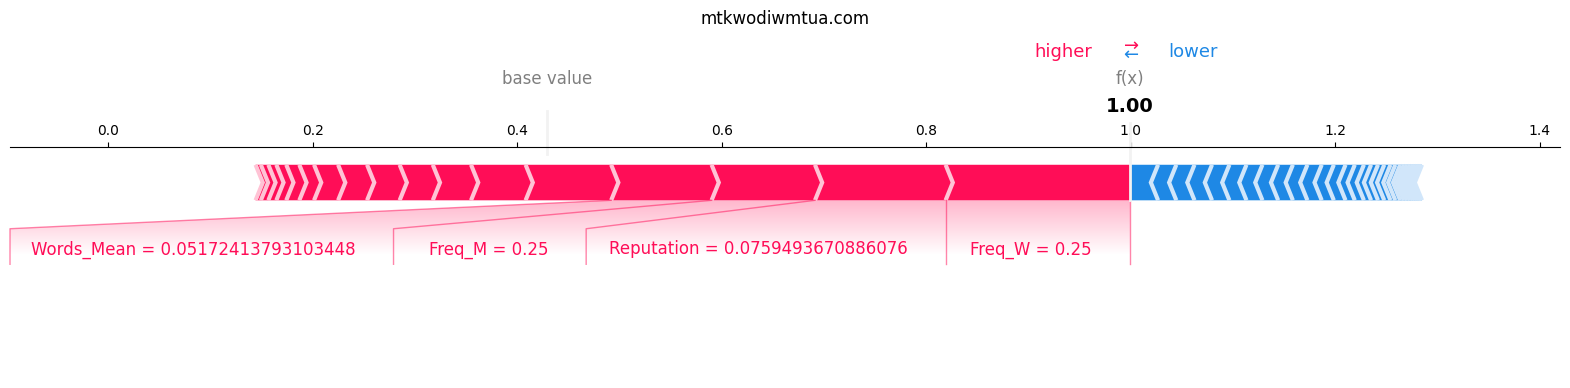 mtkwodiwmtua.com
higher ⇄ lower
base value f(x)
1.00
0.0 0.2 0.4 0.6 0.8 1.0 1.2 1.4
Words_Mean = 0.05172413793103448 Freq_M = 0.25 Reputation = 0.0759493670886076 Freq_W = 0.25